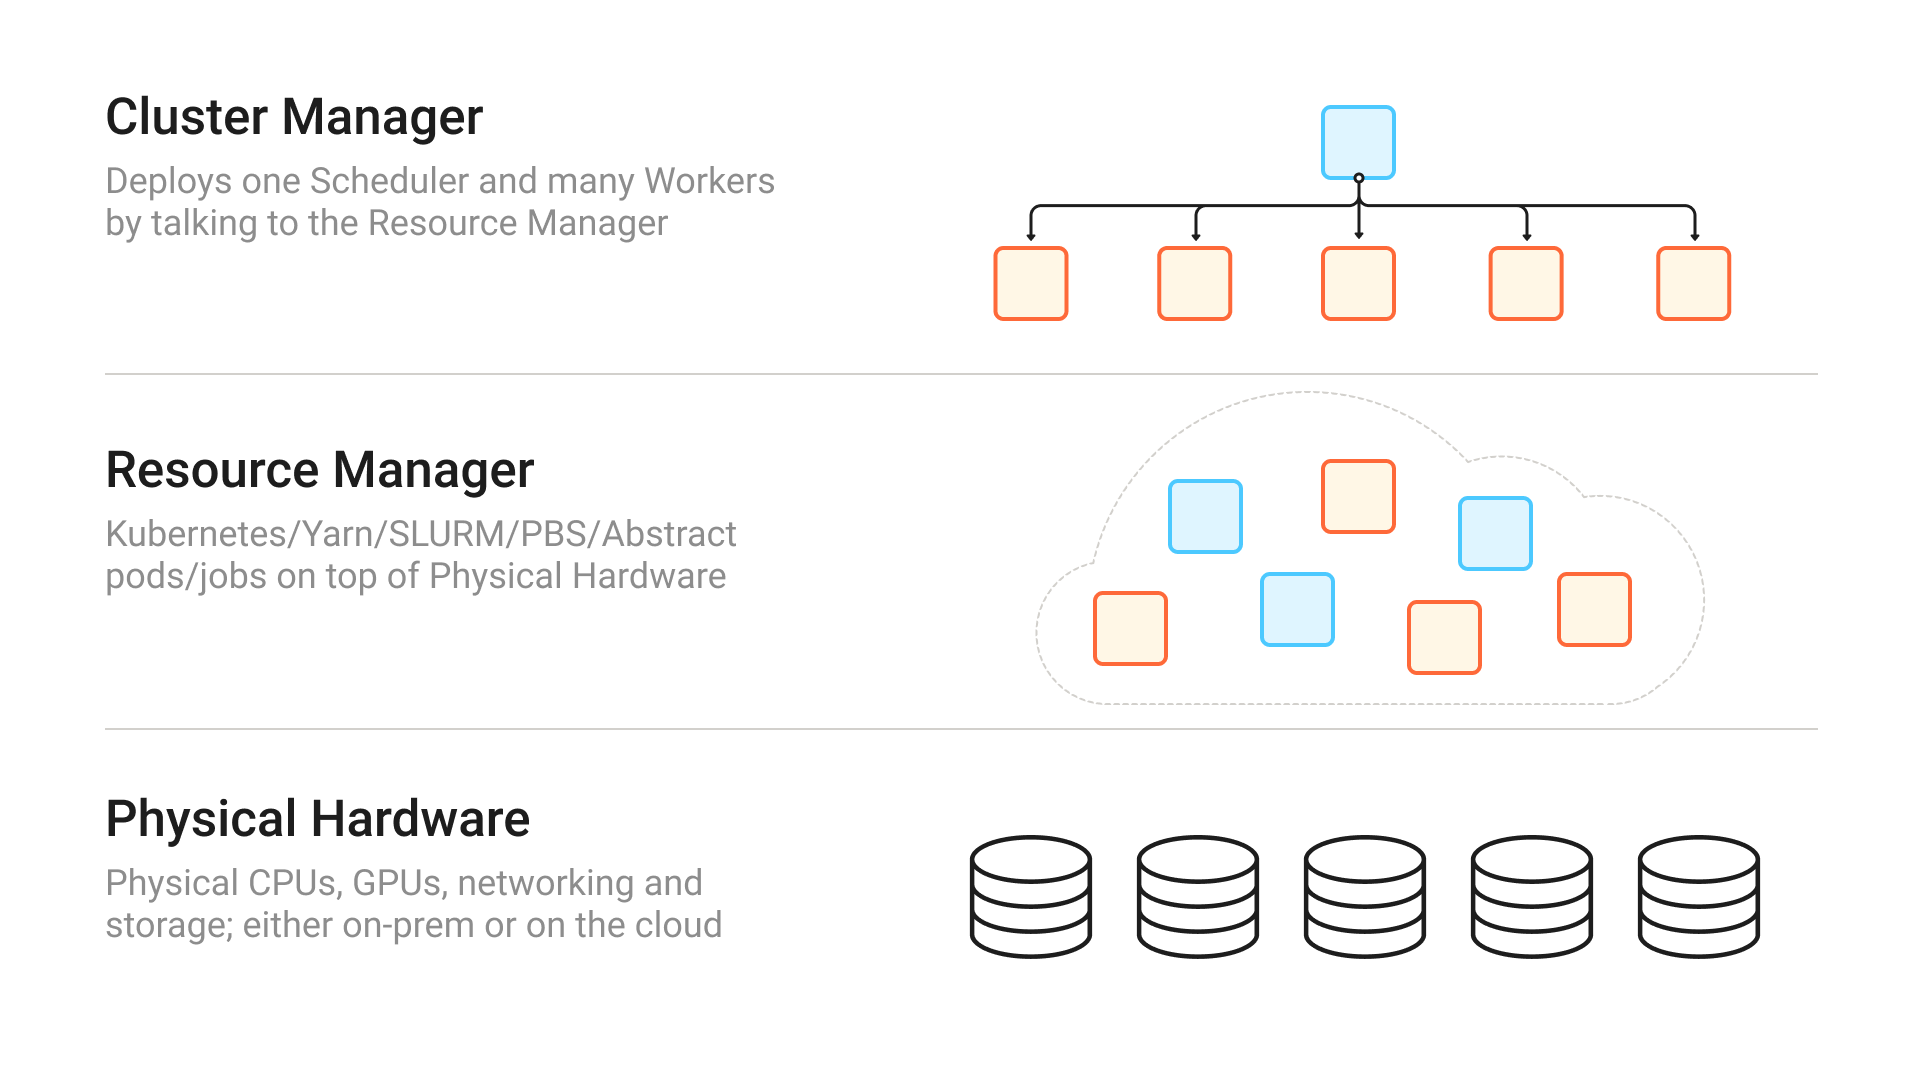 Cluster Manager
Deploys one Scheduler and many Workers
by talking to the Resource Manager
Resource Manager
Kubernetes/Yarn/SLURM/PBS/Abstract
pods/jobs on top of Physical Hardware
Physical Hardware
Physical CPUs, GPUs, networking and
storage; either on-prem or on the cloud